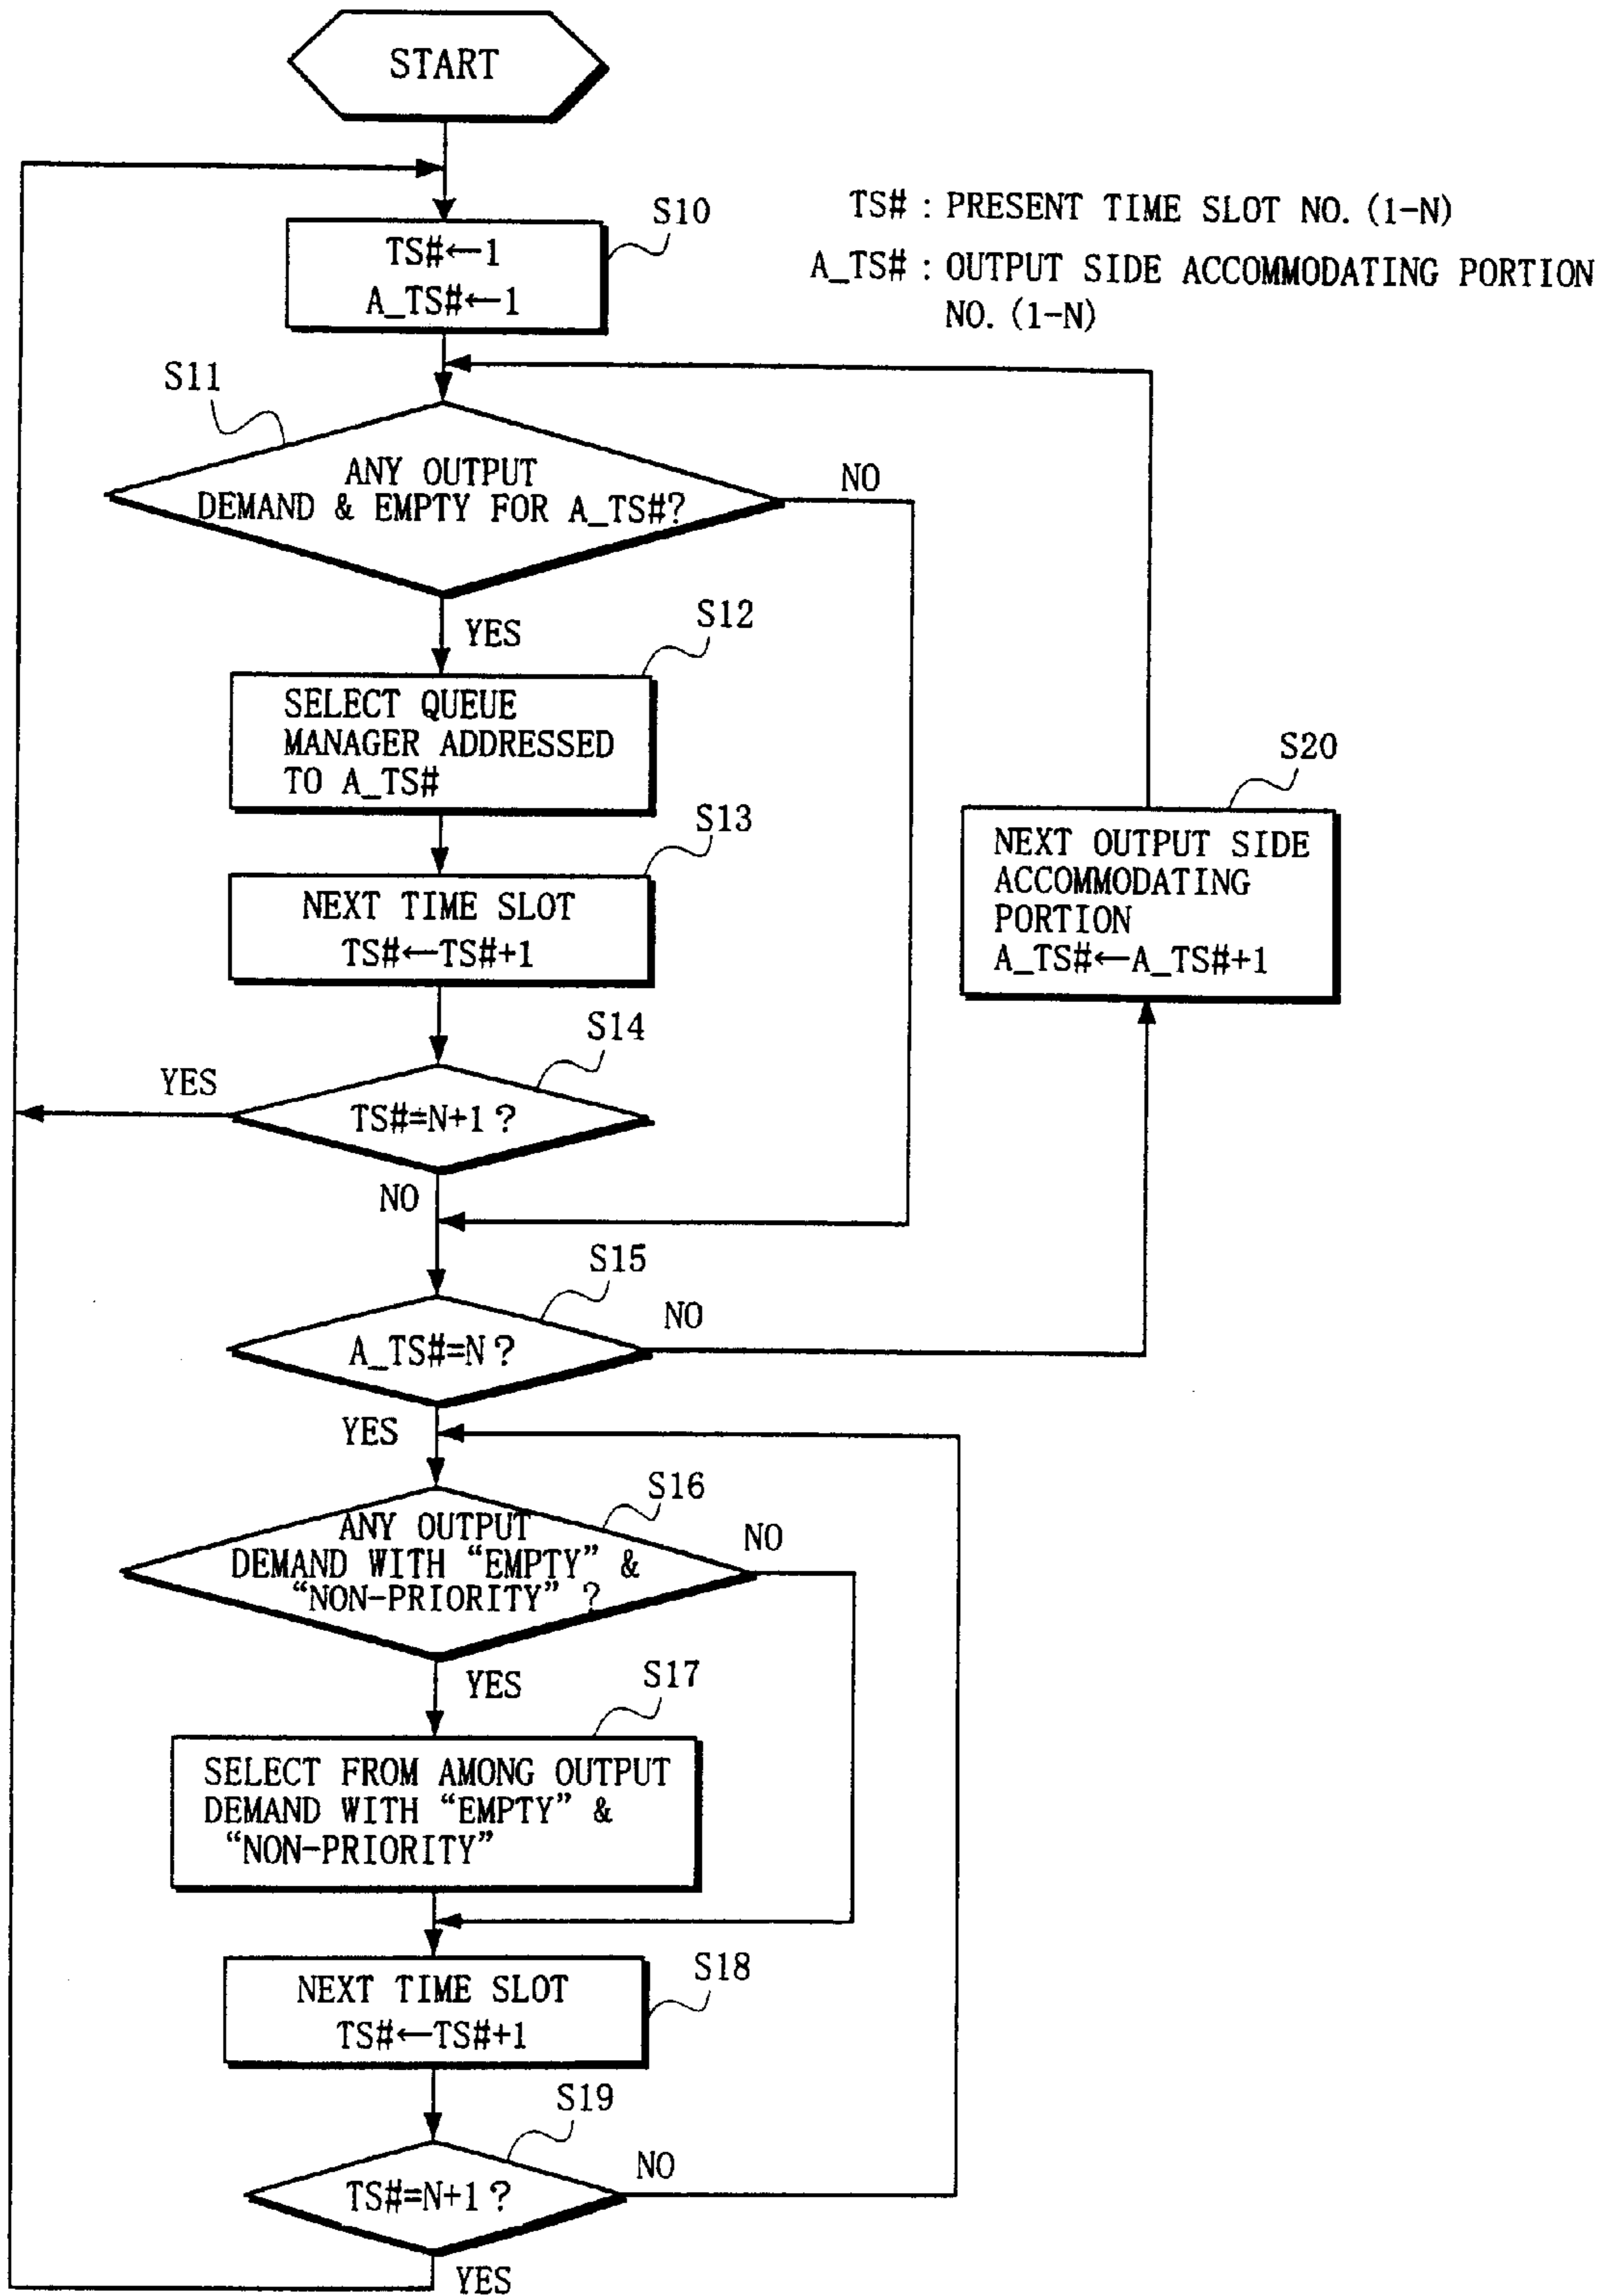 START
S10
TS#←1
A_TS#←1
TS# : PRESENT TIME SLOT NO. (1-N)
A_TS# : OUTPUT SIDE ACCOMMODATING PORTION
NO. (1-N)
S11
ANY OUTPUT
DEMAND & EMPTY FOR A_TS#?
NO
YES
S12
SELECT QUEUE
MANAGER ADDRESSED
TO A_TS#
S20
NEXT OUTPUT SIDE
ACCOMMODATING
PORTION
A_TS#←A_TS#+1
S13
NEXT TIME SLOT
TS#←TS#+1
S14
YES
TS#=N+1 ?
NO
S15
NO
A_TS#=N ?
YES
S16
ANY OUTPUT
DEMAND WITH “EMPTY” &
“NON-PRIORITY” ?
NO
YES
S17
SELECT FROM AMONG OUTPUT
DEMAND WITH “EMPTY” &
“NON-PRIORITY”
S18
NEXT TIME SLOT
TS#←TS#+1
S19
NO
TS#=N+1 ?
YES